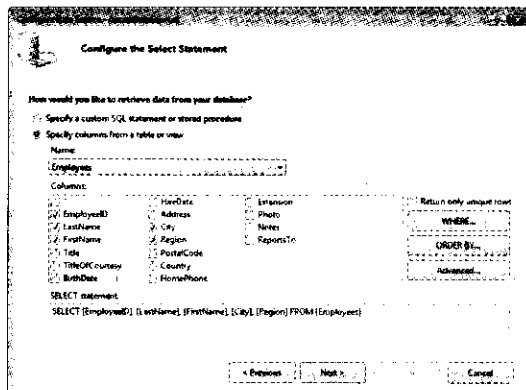 Configure the Select Statement
How would you like to retrieve data from your database?
Specify a custom SQL statement or stored procedure
Specify columns from a table or view
Name:
Employees
Columns:
*
HireDate
Extension
Return only unique rows
EmployeeID
Address
Photo
WHERE...
LastName
City
Notes
FirstName
Region
ReportsTo
ORDER BY...
Title
PostalCode
TitleOfCourtesy
Country
Advanced...
BirthDate
HomePhone
SELECT statement:
SELECT [EmployeeID], [LastName], [FirstName], [City], [Region] FROM [Employees]
< Previous
Next >
Cancel